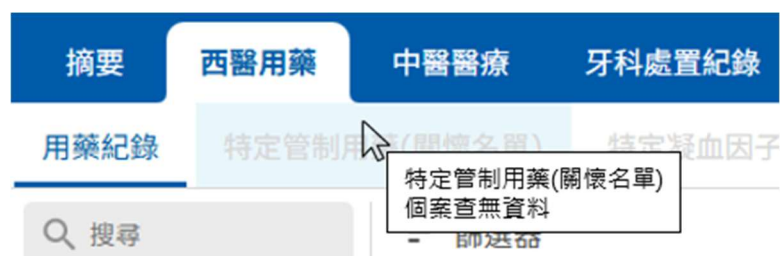 摘要 西醫用藥 中醫醫療 牙科處置紀錄
用藥紀錄 特定管制用藥(關懷名單) 特定凝血因子
特定管制用藥(關懷名單)
個案查無資料
搜尋 - 篩選器